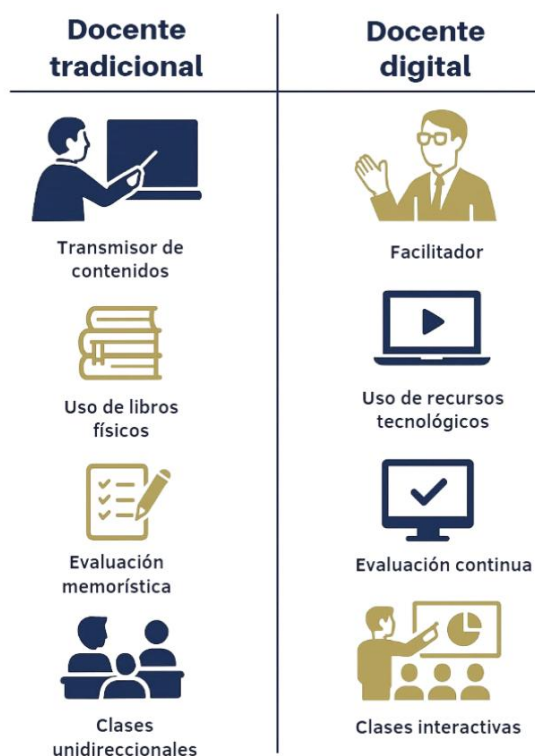 Docente
tradicional
Transmisor de
contenidos
Uso de libros
físicos
Evaluación
memorística
Clases
unidireccionales
Docente
digital
Facilitador
Uso de recursos
tecnológicos
Evaluación continua
Clases interactivas